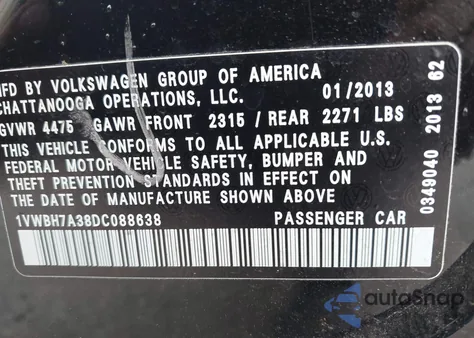 MFD BY VOLKSWAGEN GROUP OF AMERICA
CHATTANOOGA OPERATIONS, LLC. 01/2013
GVWR 4475 GAWR FRONT 2315 / REAR 2271 LBS
THIS VEHICLE CONFORMS TO ALL APPLICABLE U.S.
FEDERAL MOTOR VEHICLE SAFETY, BUMPER AND
THEFT PREVENTION STANDARDS IN EFFECT ON
THE DATE OF MANUFACTURE SHOWN ABOVE
1VWBH7A38DC088638 PASSENGER CAR
0349040 2013 62
autoSnap